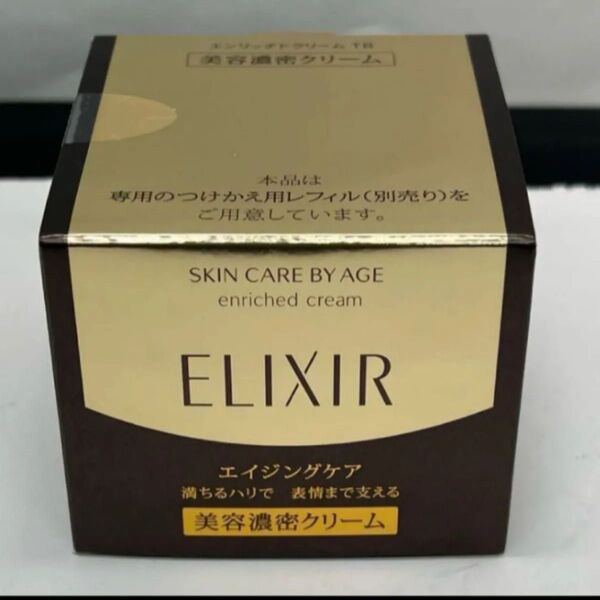 エンリッチドクリーム TB
美容濃密クリーム
本品は
専用のつけかえ用レフィル(別売り)を
ご用意しています。
SKIN CARE BY AGE
enriched cream
ELIXIR
エイジングケア
満ちるハリで 表情まで支える
美容濃密クリーム